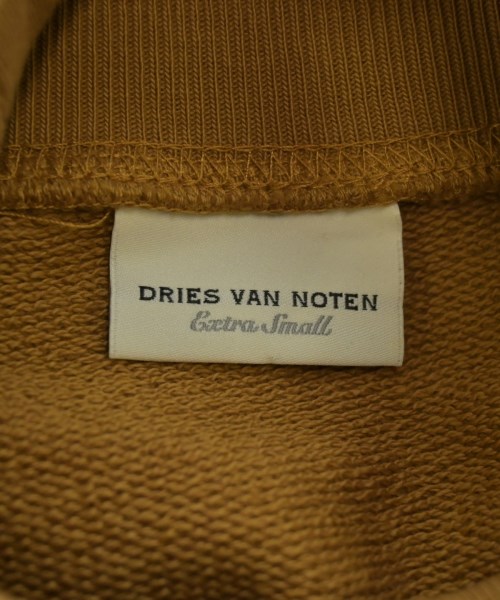 DRIES VAN NOTEN
Extra Small